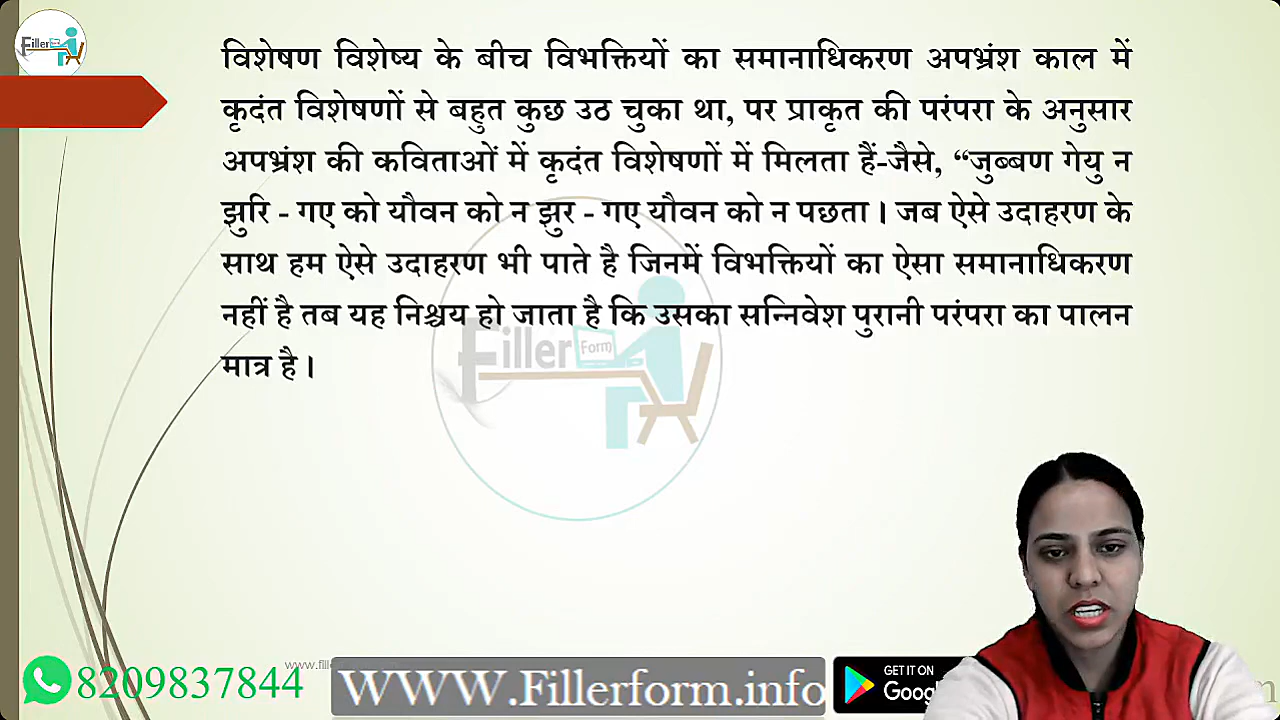 Filler
विशेषण विशेष्य के बीच विभक्तियों का समानाधिकरण अपभ्रंश काल में
कृदंत विशेषणों से बहुत कुछ उठ चुका था, पर प्राकृत की परंपरा के अनुसार
अपभ्रंश की कविताओं में कृदंत विशेषणों में मिलता हैं-जैसे, “जुब्बण गेयु न
झुरि - गए को यौवन को न झुर - गए यौवन को न पछता । जब ऐसे उदाहरण के
साथ हम ऐसे उदाहरण भी पाते है जिनमें विभक्तियों का ऐसा समानाधिकरण
नहीं है तब यह निश्चय हो जाता है कि उसका सन्निवेश पुरानी परंपरा का पालन
मात्र है ।
Filler Form
8209837844
WWW.Fillerform.info
GET IT ON